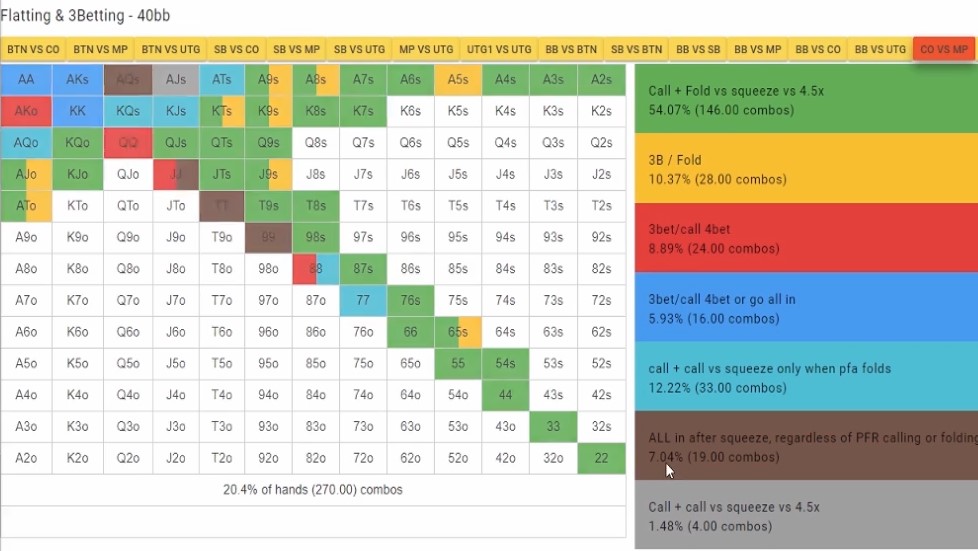 Flatting & 3Betting - 40bb
BTN VS CO BTN VS MP BTN VS UTG SB VS CO SB VS MP SB VS UTG MP VS UTG UTG1 VS UTG BB VS BTN SB VS BTN BB VS SB BB VS MP BB VS CO BB VS UTG CO VS MP
AA AKs AQs AJs ATs A9s A8s A7s A6s A5s A4s A3s A2s
AKo KK KQs KJs KTs K9s K8s K7s K6s K5s K4s K3s K2s
AQo KQo QQ QJs QTs Q9s Q8s Q7s Q6s Q5s Q4s Q3s Q2s
AJo KJo QJo JJ JTs J9s J8s J7s J6s J5s J4s J3s J2s
ATo KTo QTo JTo TT T9s T8s T7s T6s T5s T4s T3s T2s
A9o K9o Q9o J9o T9o 99 98s 97s 96s 95s 94s 93s 92s
A8o K8o Q8o J8o T8o 98o 88 87s 86s 85s 84s 83s 82s
A7o K7o Q7o J7o T7o 97o 87o 77 76s 75s 74s 73s 72s
A6o K6o Q6o J6o T6o 96o 86o 76o 66 65s 64s 63s 62s
A5o K5o Q5o J5o T5o 95o 85o 75o 65o 55 54s 53s 52s
A4o K4o Q4o J4o T4o 94o 84o 74o 64o 54o 44 43s 42s
A3o K3o Q3o J3o T3o 93o 83o 73o 63o 53o 43o 33 32s
A2o K2o Q2o J2o T2o 92o 82o 72o 62o 52o 42o 32o 22
20.4% of hands (270.00) combos
Call + Fold vs squeeze vs 4.5x
54.07% (146.00 combos)
3B / Fold
10.37% (28.00 combos)
3bet/call 4bet
8.89% (24.00 combos)
3bet/call 4bet or go all in
5.93% (16.00 combos)
call + call vs squeeze only when pfa folds
12.22% (33.00 combos)
ALL in after squeeze, regardless of PFR calling or folding
7.04% (19.00 combos)
Call + call vs squeeze vs 4.5x
1.48% (4.00 combos)